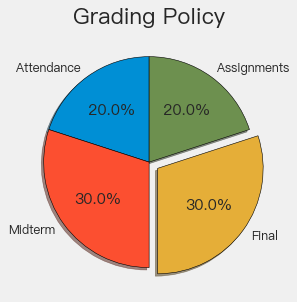 Grading Policy
Attendance
Assignments
20.0%
20.0%
30.0%
30.0%
Midterm
Final